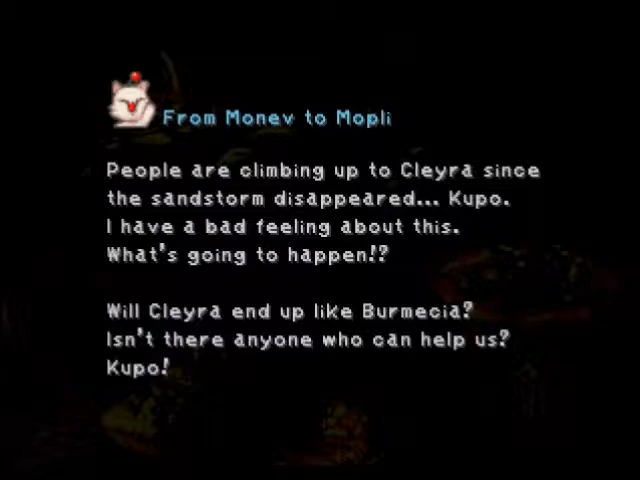 From Monev to Mopli
People are climbing up to Cleyra since
the sandstorm disappeared... Kupo.
I have a bad feeling about this.
What's going to happen!?
Will Cleyra end up like Burmecia?
Isn't there anyone who can help us?
Kupo!